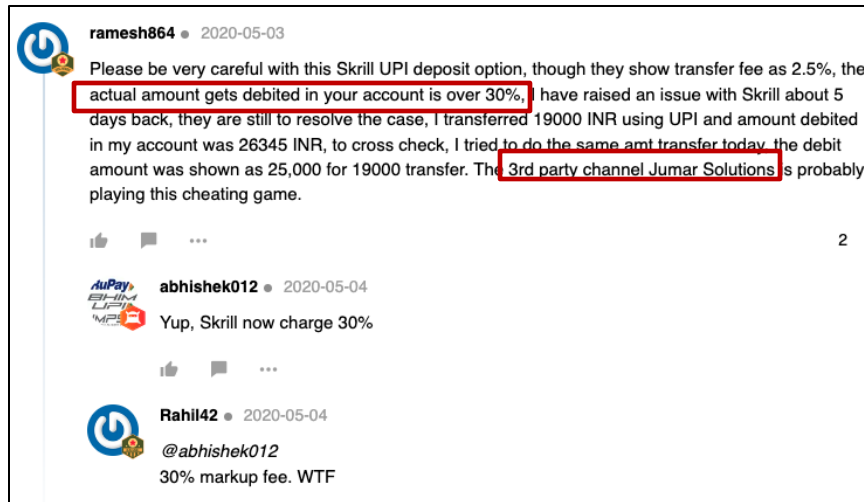 ramesh864 ● 2020-05-03
Please be very careful with this Skrill UPI deposit option, though they show transfer fee as 2.5%, the
actual amount gets debited in your account is over 30%, I have raised an issue with Skrill about 5
days back, they are still to resolve the case, I transferred 19000 INR using UPI and amount debited
in my account was 26345 INR, to cross check, I tried to do the same amt transfer today, the debit
amount was shown as 25,000 for 19000 transfer. The 3rd party channel Jumar Solutions is probably
playing this cheating game.
2
RuPay
BHIM
UPI
IMPS
abhishek012 ● 2020-05-04
Yup, Skrill now charge 30%
Rahil42 ● 2020-05-04
@abhishek012
30% markup fee. WTF